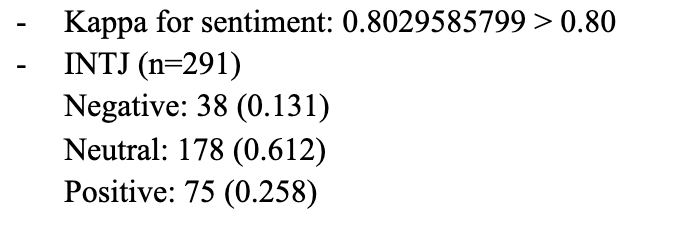 - Kappa for sentiment: 0.8029585799 > 0.80
- INTJ (n=291)
Negative: 38 (0.131)
Neutral: 178 (0.612)
Positive: 75 (0.258)